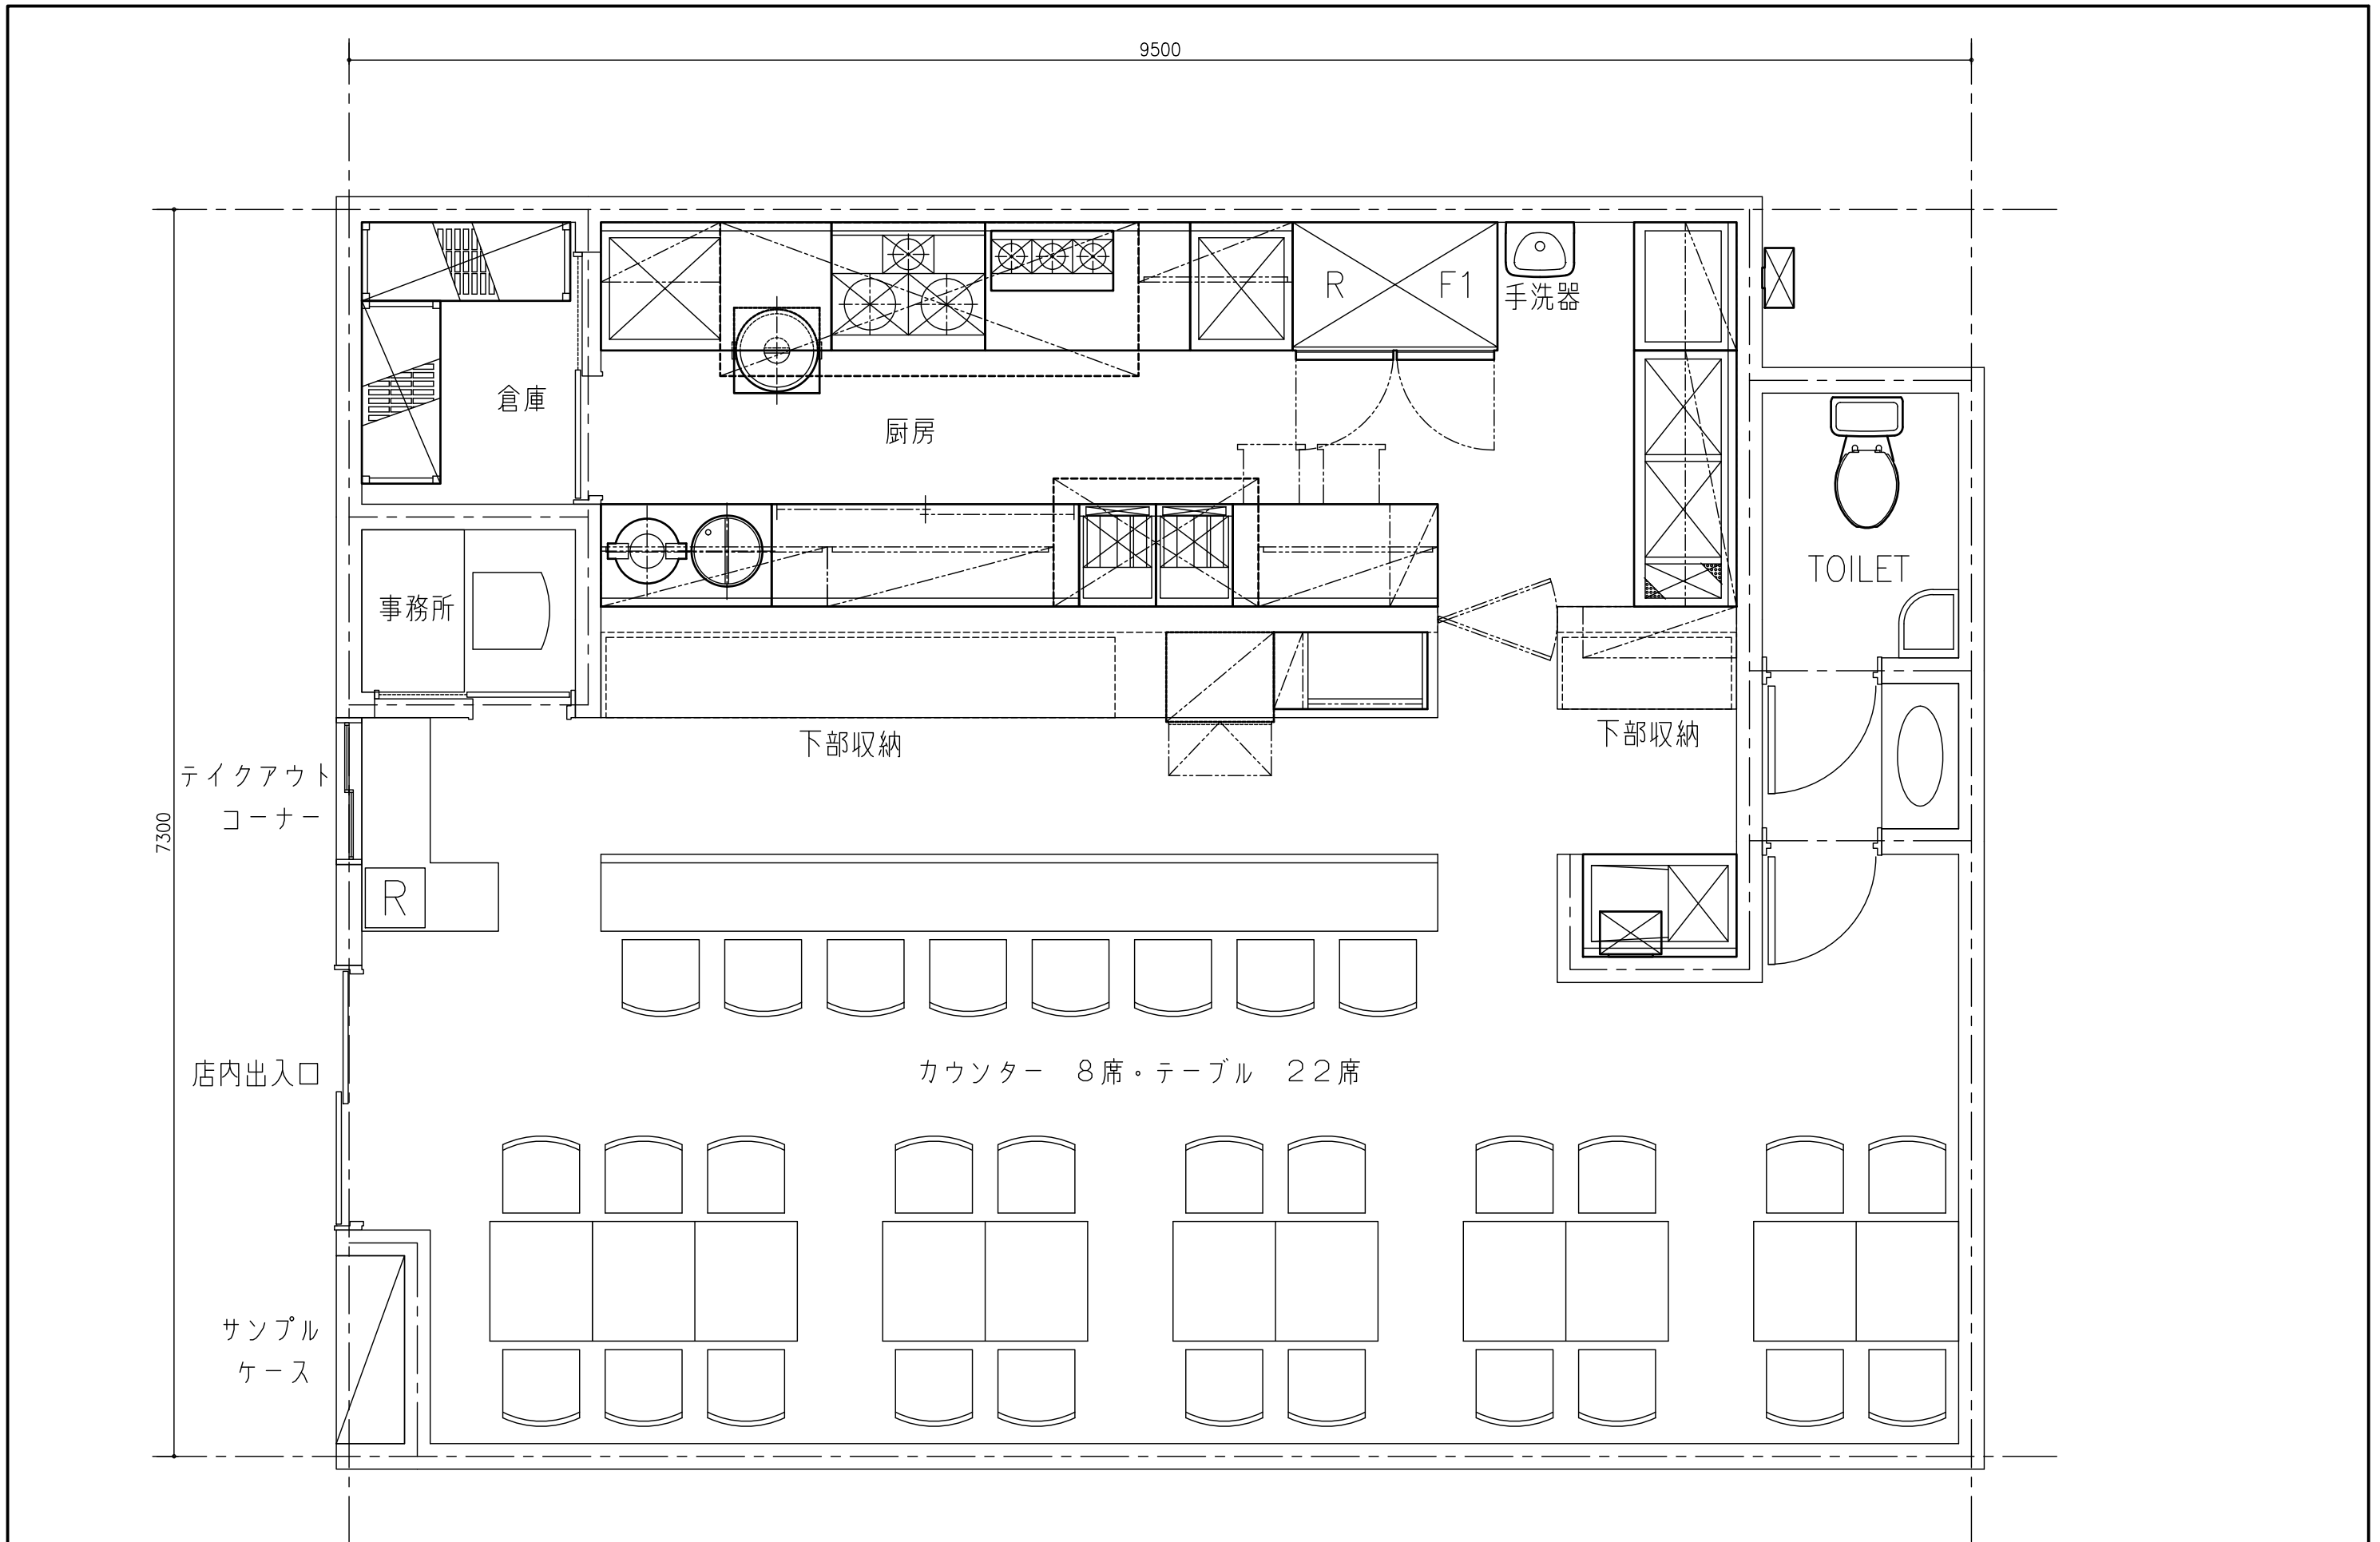 9500
R
F1
手洗器
倉庫
厨房
TOILET
事務所
下部収納
下部収納
テイクアウト
コーナー
7300
R
店内出入口
カウンター 8席・テーブル 22席
サンプル
ケース